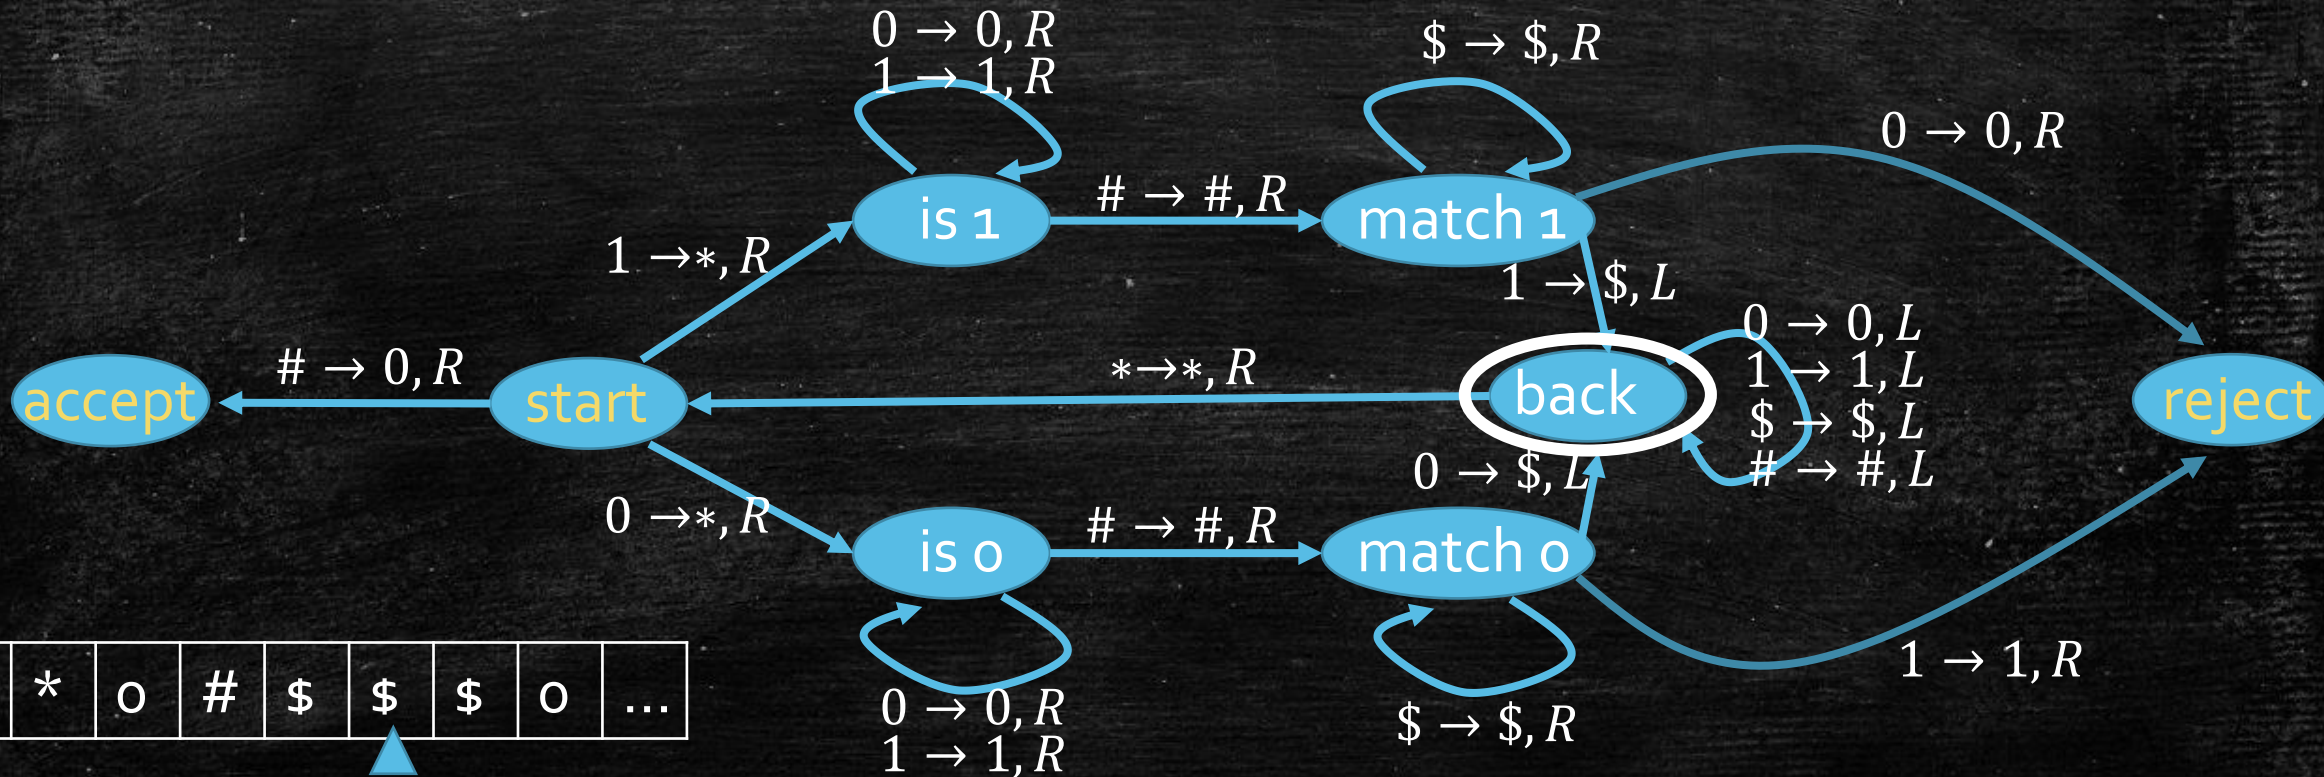 0 → 0, R
1 → 1, R
$ → $, R
0 → 0, R
is 1
# → #, R
match 1
1 →*, R
1 → $, L
0 → 0, L
1 → 1, L
$ → $, L
# → #, L
accept
# → 0, R
start
*→*, R
back
reject
0 → $, L
0 →*, R
is 0
# → #, R
match 0
1 → 1, R
0 → 0, R
1 → 1, R
$ → $, R
* 0 # $ $ $ 0 ...